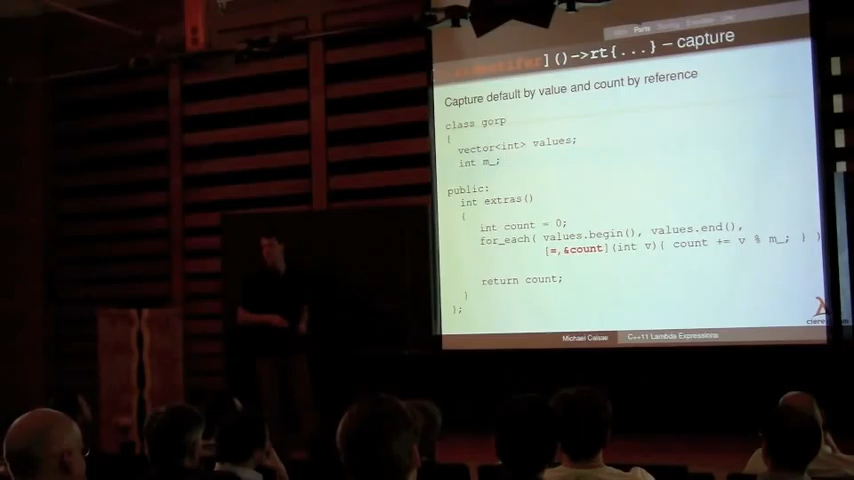 Parts
]()->rt{...} – capture
Capture default by value and count by reference
class gorp
{
vector<int> values;
int m_;
public:
int extras()
{
int count = 0;
for_each( values.begin(), values.end(),
[=,&count](int v){ count += v % m_; } )
return count;
}
};
Michael Caisse
C++11 Lambda Expressions